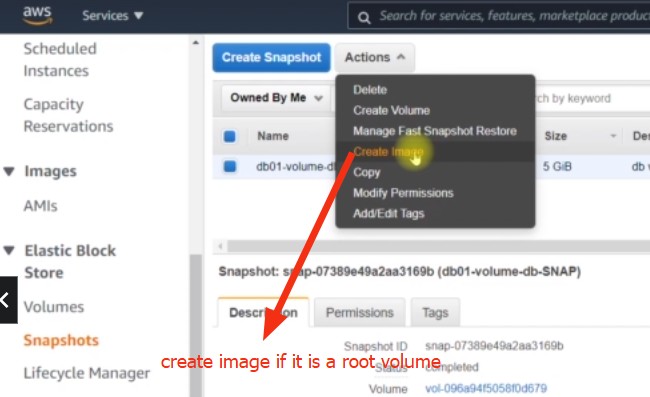 aws
Services
Search for services, features, marketplace produc
Scheduled
Instances
Capacity
Reservations
Images
AMIs
Elastic Block
Store
Volumes
Snapshots
Lifecycle Manager
Create Snapshot
Actions
Owned By Me
ch by keyword
Delete
Create Volume
Manage Fast Snapshot Restore
Create Image
Copy
Modify Permissions
Add/Edit Tags
Name
Size
Des
db01-volume-d
5 GiB
db v
Snapshot: snap-07389e49a2aa3169b (db01-volume-db-SNAP)
Description
Permissions
Tags
Snapshot ID
snap-07389e49a2aa3169b
create image if it is a root volume
Status
completed
Volume
vol-096a94f5058f0d679